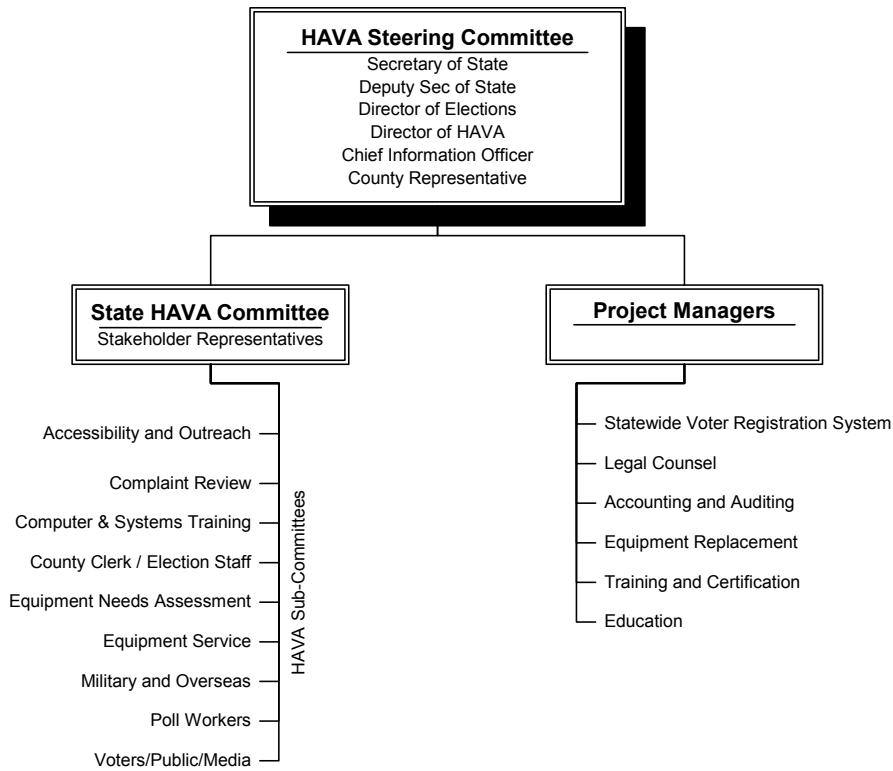 HAVA Steering Committee
Secretary of State
Deputy Sec of State
Director of Elections
Director of HAVA
Chief Information Officer
County Representative
State HAVA Committee
Stakeholder Representatives
Accessibility and Outreach
Complaint Review
Computer & Systems Training
County Clerk / Election Staff
Equipment Needs Assessment
Equipment Service
Military and Overseas
Poll Workers
Voters/Public/Media
HAVA Sub-Committees
Project Managers
Statewide Voter Registration System
Legal Counsel
Accounting and Auditing
Equipment Replacement
Training and Certification
Education